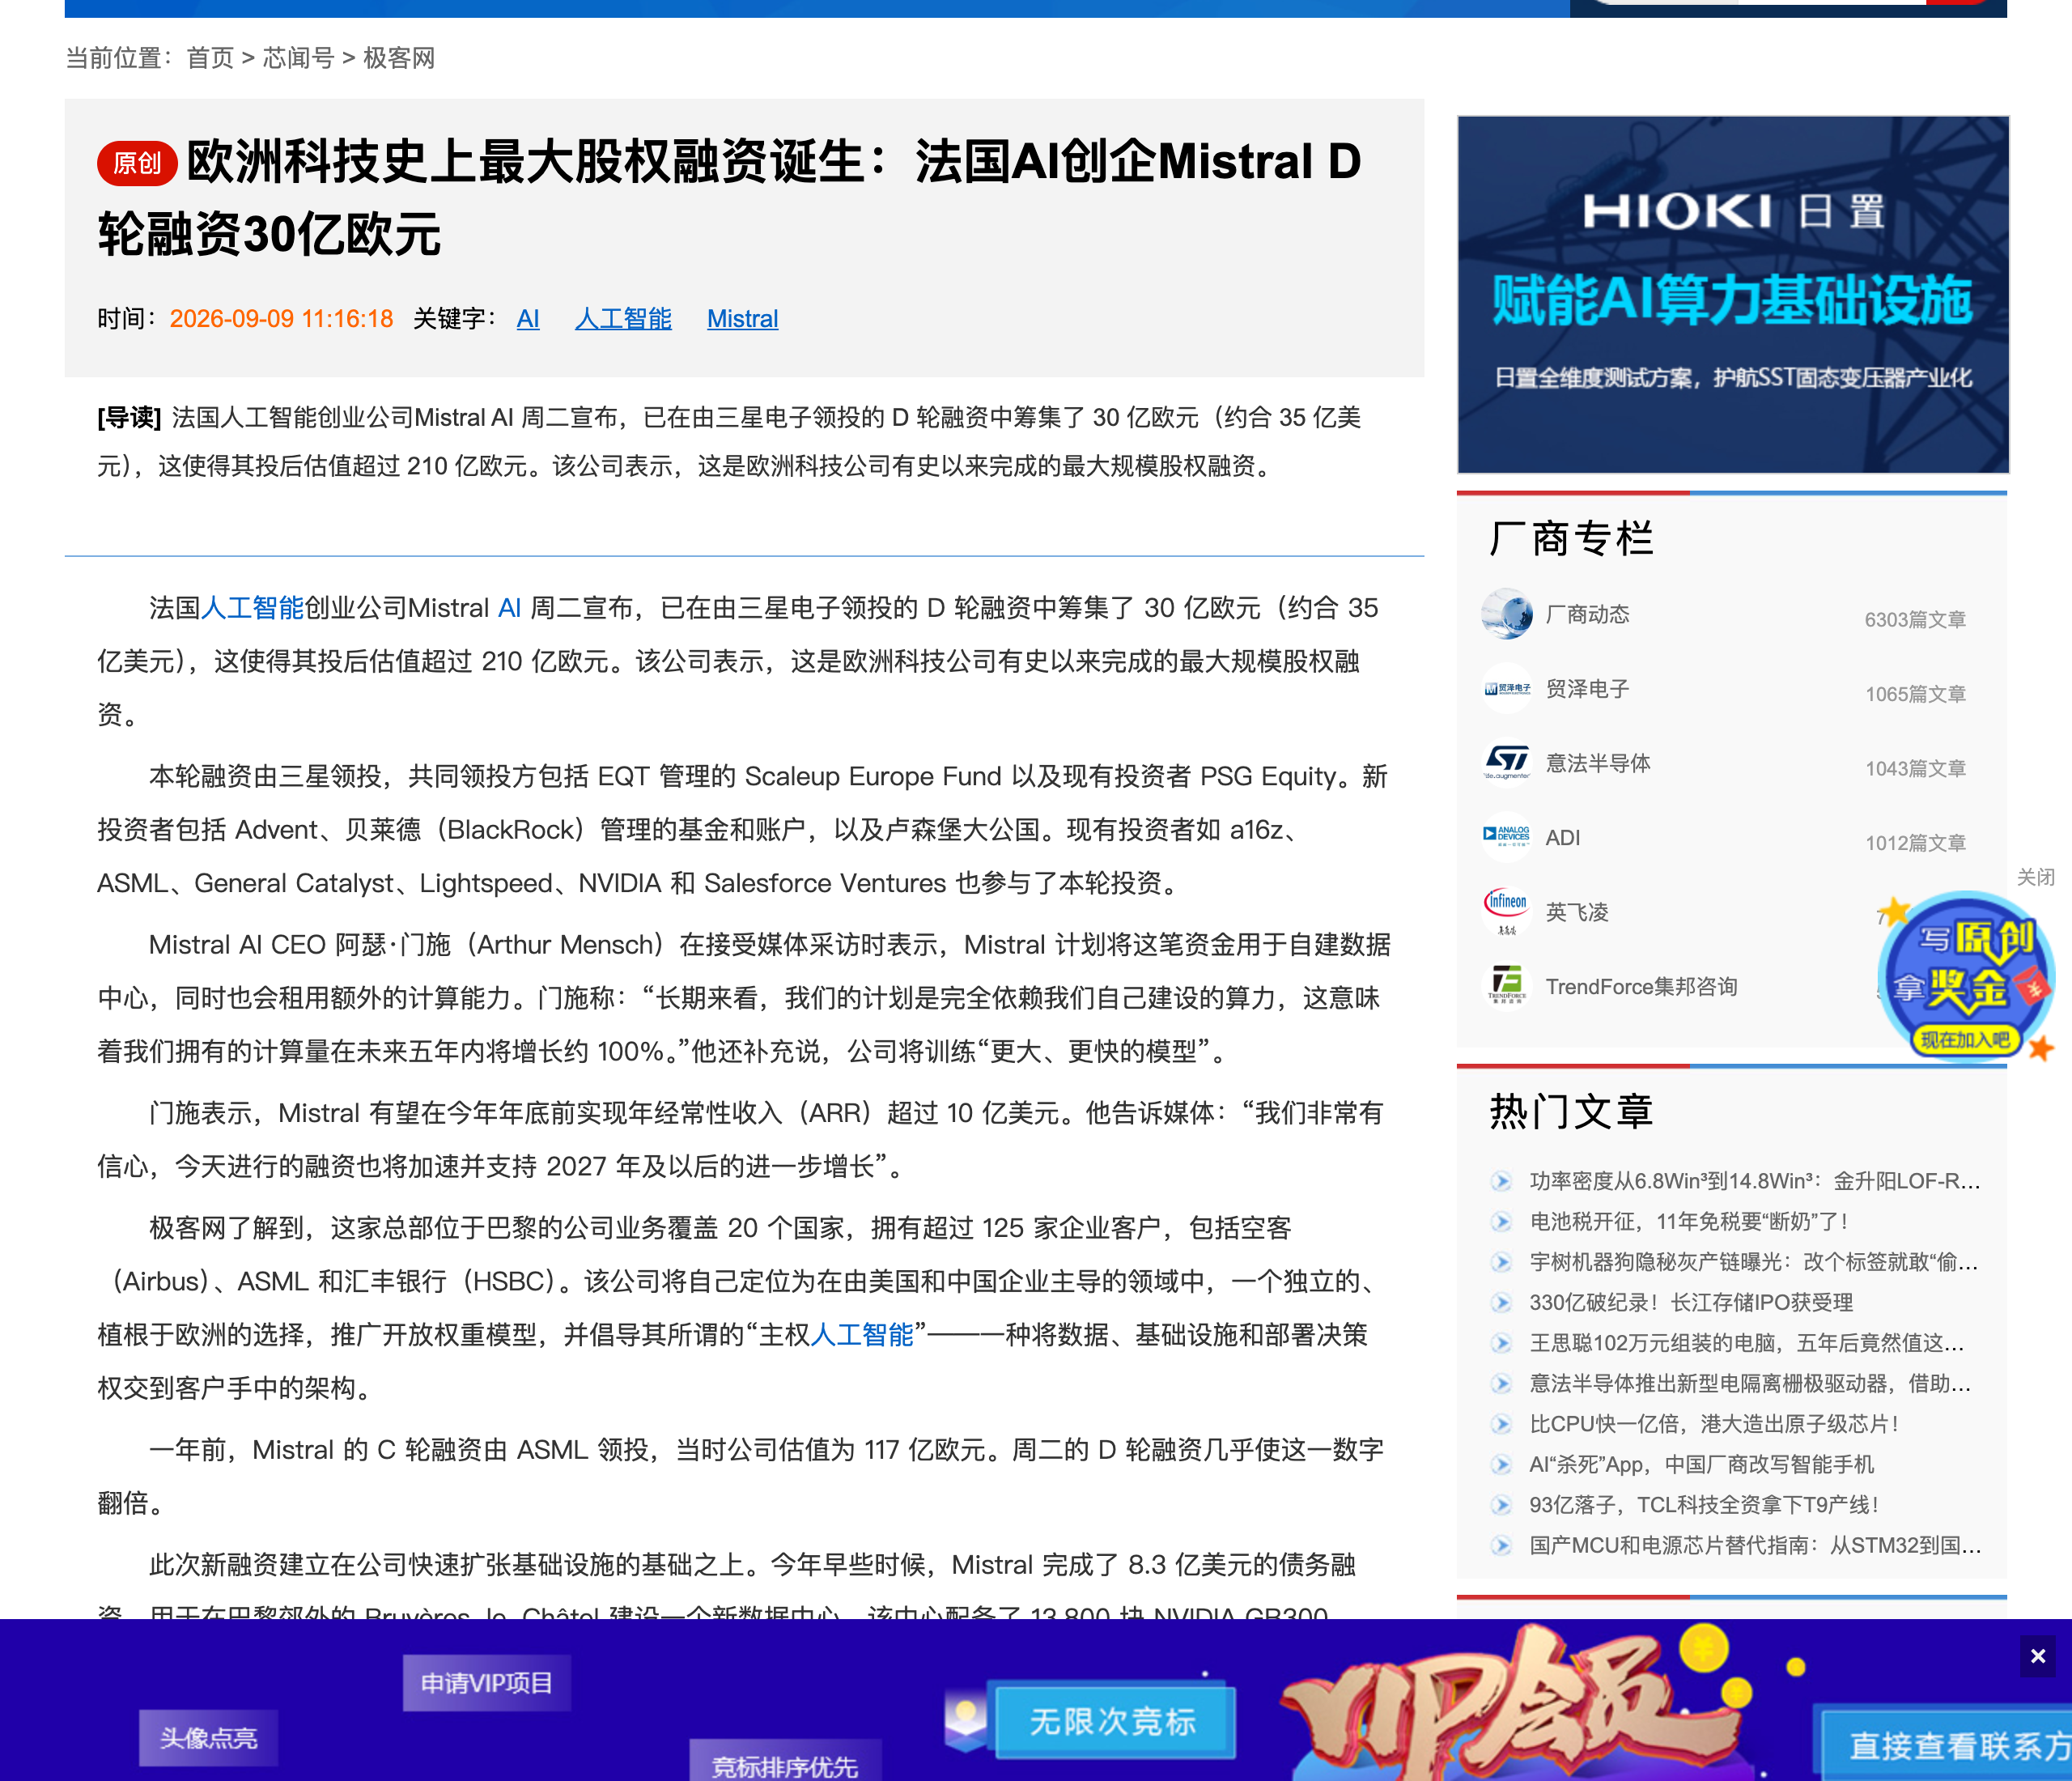 当前位置：首页 > 芯闻号 > 极客网
原创 欧洲科技史上最大股权融资诞生：法国AI创企Mistral D
轮融资30亿欧元
时间：2026-09-09 11:16:18 关键字： AI 人工智能 Mistral
[导读] 法国人工智能创业公司Mistral AI 周二宣布，已在由三星电子领投的 D 轮融资中筹集了 30 亿欧元（约合 35 亿美
元），这使得其投后估值超过 210 亿欧元。该公司表示，这是欧洲科技公司有史以来完成的最大规模股权融资。
法国人工智能创业公司Mistral AI 周二宣布，已在由三星电子领投的 D 轮融资中筹集了 30 亿欧元（约合 35
亿美元），这使得其投后估值超过 210 亿欧元。该公司表示，这是欧洲科技公司有史以来完成的最大规模股权融
资。
本轮融资由三星领投，共同领投方包括 EQT 管理的 Scaleup Europe Fund 以及现有投资者 PSG Equity。新
投资者包括 Advent、贝莱德（BlackRock）管理的基金和账户，以及卢森堡大公国。现有投资者如 a16z、
ASML、General Catalyst、Lightspeed、NVIDIA 和 Salesforce Ventures 也参与了本轮投资。
Mistral AI CEO 阿瑟·门施（Arthur Mensch）在接受媒体采访时表示，Mistral 计划将这笔资金用于自建数据
中心，同时也会租用额外的计算能力。门施称：“长期来看，我们的计划是完全依赖我们自己建设的算力，这意味
着我们拥有的计算量在未来五年内将增长约 100%。”他还补充说，公司将训练“更大、更快的模型”。
门施表示，Mistral 有望在今年年底前实现年经常性收入（ARR）超过 10 亿美元。他告诉媒体：“我们非常有
信心，今天进行的融资也将加速并支持 2027 年及以后的进一步增长”。
极客网了解到，这家总部位于巴黎的公司业务覆盖 20 个国家，拥有超过 125 家企业客户，包括空客
（Airbus）、ASML 和汇丰银行（HSBC）。该公司将自己定位为在由美国和中国企业主导的领域中，一个独立的、
植根于欧洲的选择，推广开放权重模型，并倡导其所谓的“主权人工智能”——一种将数据、基础设施和部署决策
权交到客户手中的架构。
一年前，Mistral 的 C 轮融资由 ASML 领投，当时公司估值为 117 亿欧元。周二的 D 轮融资几乎使这一数字
翻倍。
此次新融资建立在公司快速扩张基础设施的基础之上。今年早些时候，Mistral 完成了 8.3 亿美元的债务融
资，用于在巴黎郊外的 Bruyères-le-Châtel 建设一个新数据中心，该中心配备了 13,800 块 NVIDIA GB300
HIOKI 日置
赋能AI算力基础设施
日置全维度测试方案，护航SST固态变压器产业化
厂商专栏
厂商动态 6303篇文章
贸泽电子 贸泽电子 1065篇文章
ST life.augmented 意法半导体 1043篇文章
ANALOG DEVICES ADI 1012篇文章
infineon 英飞凌 7
TRENDFORCE TrendForce集邦咨询
关闭
写原创
拿奖金
现在加入吧
热门文章
功率密度从6.8Win³到14.8Win³：金升阳LOF-R...
电池税开征，11年免税要“断奶”了！
宇树机器狗隐秘灰产链曝光：改个标签就敢“偷...
330亿破纪录！长江存储IPO获受理
王思聪102万元组装的电脑，五年后竟然值这...
意法半导体推出新型电隔离栅极驱动器，借助...
比CPU快一亿倍，港大造出原子级芯片！
AI“杀死”App，中国厂商改写智能手机
93亿落子，TCL科技全资拿下T9产线！
国产MCU和电源芯片替代指南：从STM32到国...
头像点亮
申请VIP项目
竞标排序优先
无限次竞标
VIP会员
直接查看联系方